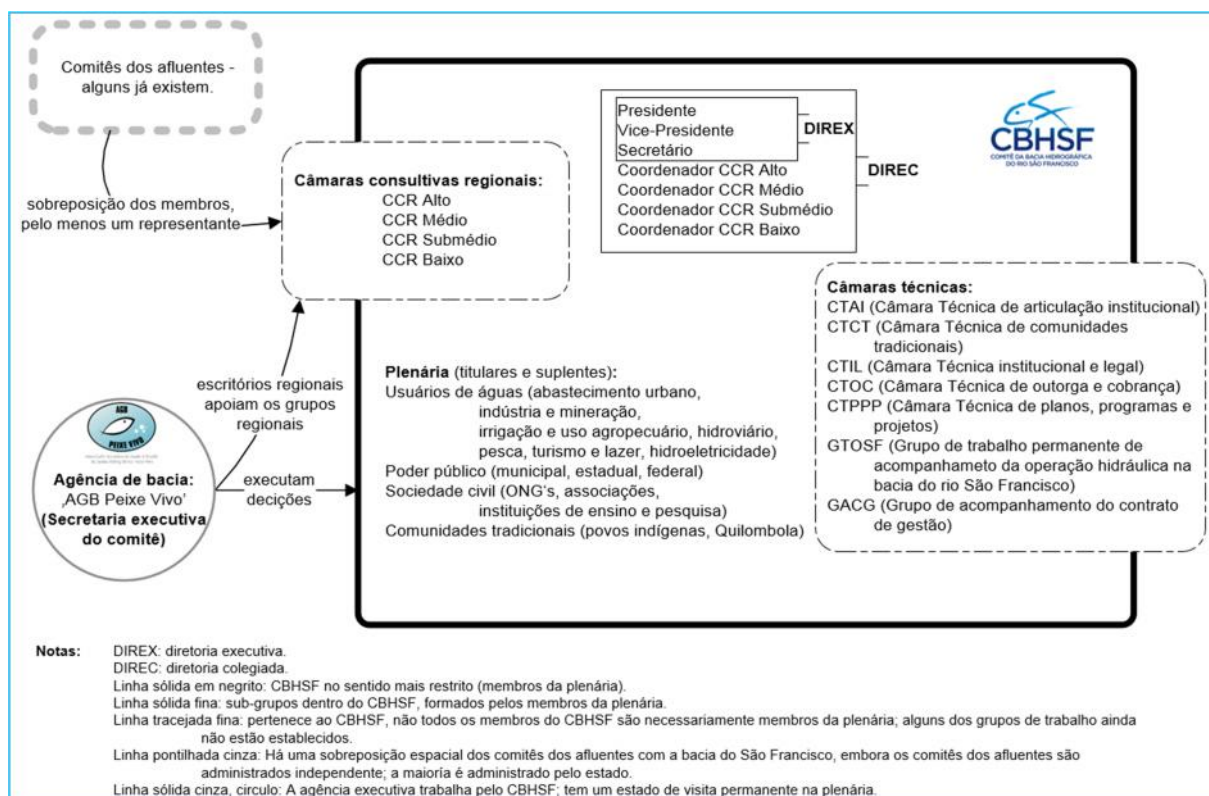 Comitês dos afluentes -
alguns já existem.
sobreposição dos membros,
pelo menos um representante
Câmaras consultivas regionais:
CCR Alto
CCR Médio
CCR Submédio
CCR Baixo
Presidente
Vice-Presidente
Secretário
DIREX
Coordenador CCR Alto
Coordenador CCR Médio
Coordenador CCR Submédio
Coordenador CCR Baixo
DIREC
CBHSF
COMITÊ DA BACIA HIDROGRÁFICA
DO RIO SÃO FRANCISCO
Câmaras técnicas:
CTAI (Câmara Técnica de articulação institucional)
CTCT (Câmara Técnica de comunidades
tradicionais)
CTIL (Câmara Técnica institucional e legal)
CTOC (Câmara Técnica de outorga e cobrança)
CTPPP (Câmara Técnica de planos, programas e
projetos)
GTOSF (Grupo de trabalho permanente de
acompanhameto da operação hidráulica na
bacia do rio São Francisco)
GACG (Grupo de acompanhamento do contrato
de gestão)
escritórios regionais
apoiam os grupos
regionais
Plenária (titulares e suplentes):
Usuários de águas (abastecimento urbano,
indústria e mineração,
irrigação e uso agropecuário, hidroviário,
pesca, turismo e lazer, hidroeletricidade)
Poder público (municipal, estadual, federal)
Sociedade civil (ONG's, associações,
instituições de ensino e pesquisa)
Comunidades tradicionais (povos indígenas, Quilombola)
AGB
PEIXE VIVO
Agência de bacia:
‚AGB Peixe Vivo'
(Secretaria executiva
do comitê)
executam
decições
Notas:
DIREX: diretoria executiva.
DIREC: diretoria colegiada.
Linha sólida em negrito: CBHSF no sentido mais restrito (membros da plenária).
Linha sólida fina: sub-grupos dentro do CBHSF, formados pelos membros da plenária.
Linha tracejada fina: pertenece ao CBHSF, não todos os membros do CBHSF são necessariamente membros da plenária; alguns dos grupos de trabalho ainda
não estão establecidos.
Linha pontilhada cinza: Há uma sobreposição espacial dos comitês dos afluentes com a bacia do São Francisco, embora os comitês dos afluentes são
administrados independente; a maioría é administrado pelo estado.
Linha sólida cinza, circulo: A agência executiva trabalha pelo CBHSF; tem um estado de visita permanente na plenária.